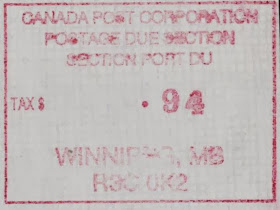 CANADA POST CORPORATION
POSTAGE DUE SECTION
SECTION PORT DU
TAX $ .94
WINNIPEG, MB
R3C 0K2